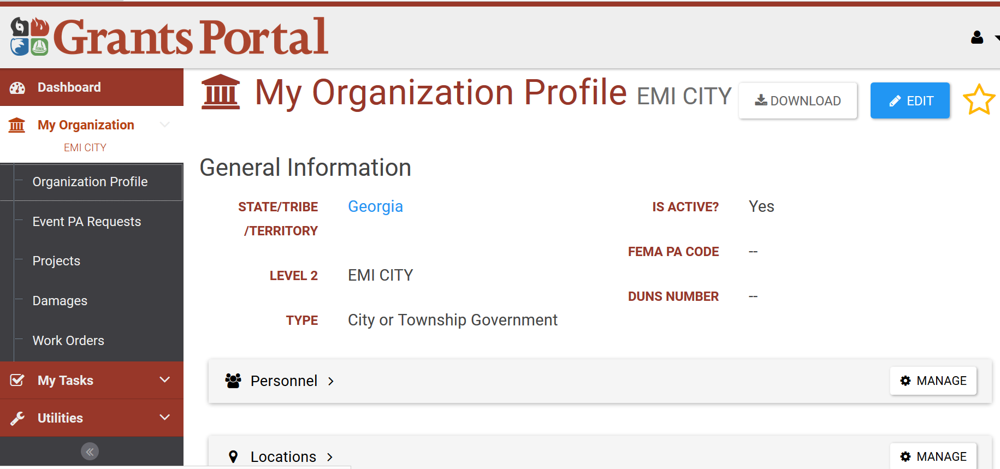 Grants Portal
FEMA
Dashboard
My Organization
EMI CITY
Organization Profile
Event PA Requests
Projects
Damages
Work Orders
My Tasks
Utilities
My Organization Profile EMI CITY
DOWNLOAD
EDIT
General Information
STATE/TRIBE
/TERRITORY
Georgia
LEVEL 2
EMI CITY
TYPE
City or Township Government
IS ACTIVE?
Yes
FEMA PA CODE
--
DUNS NUMBER
--
Personnel
MANAGE
Locations
MANAGE